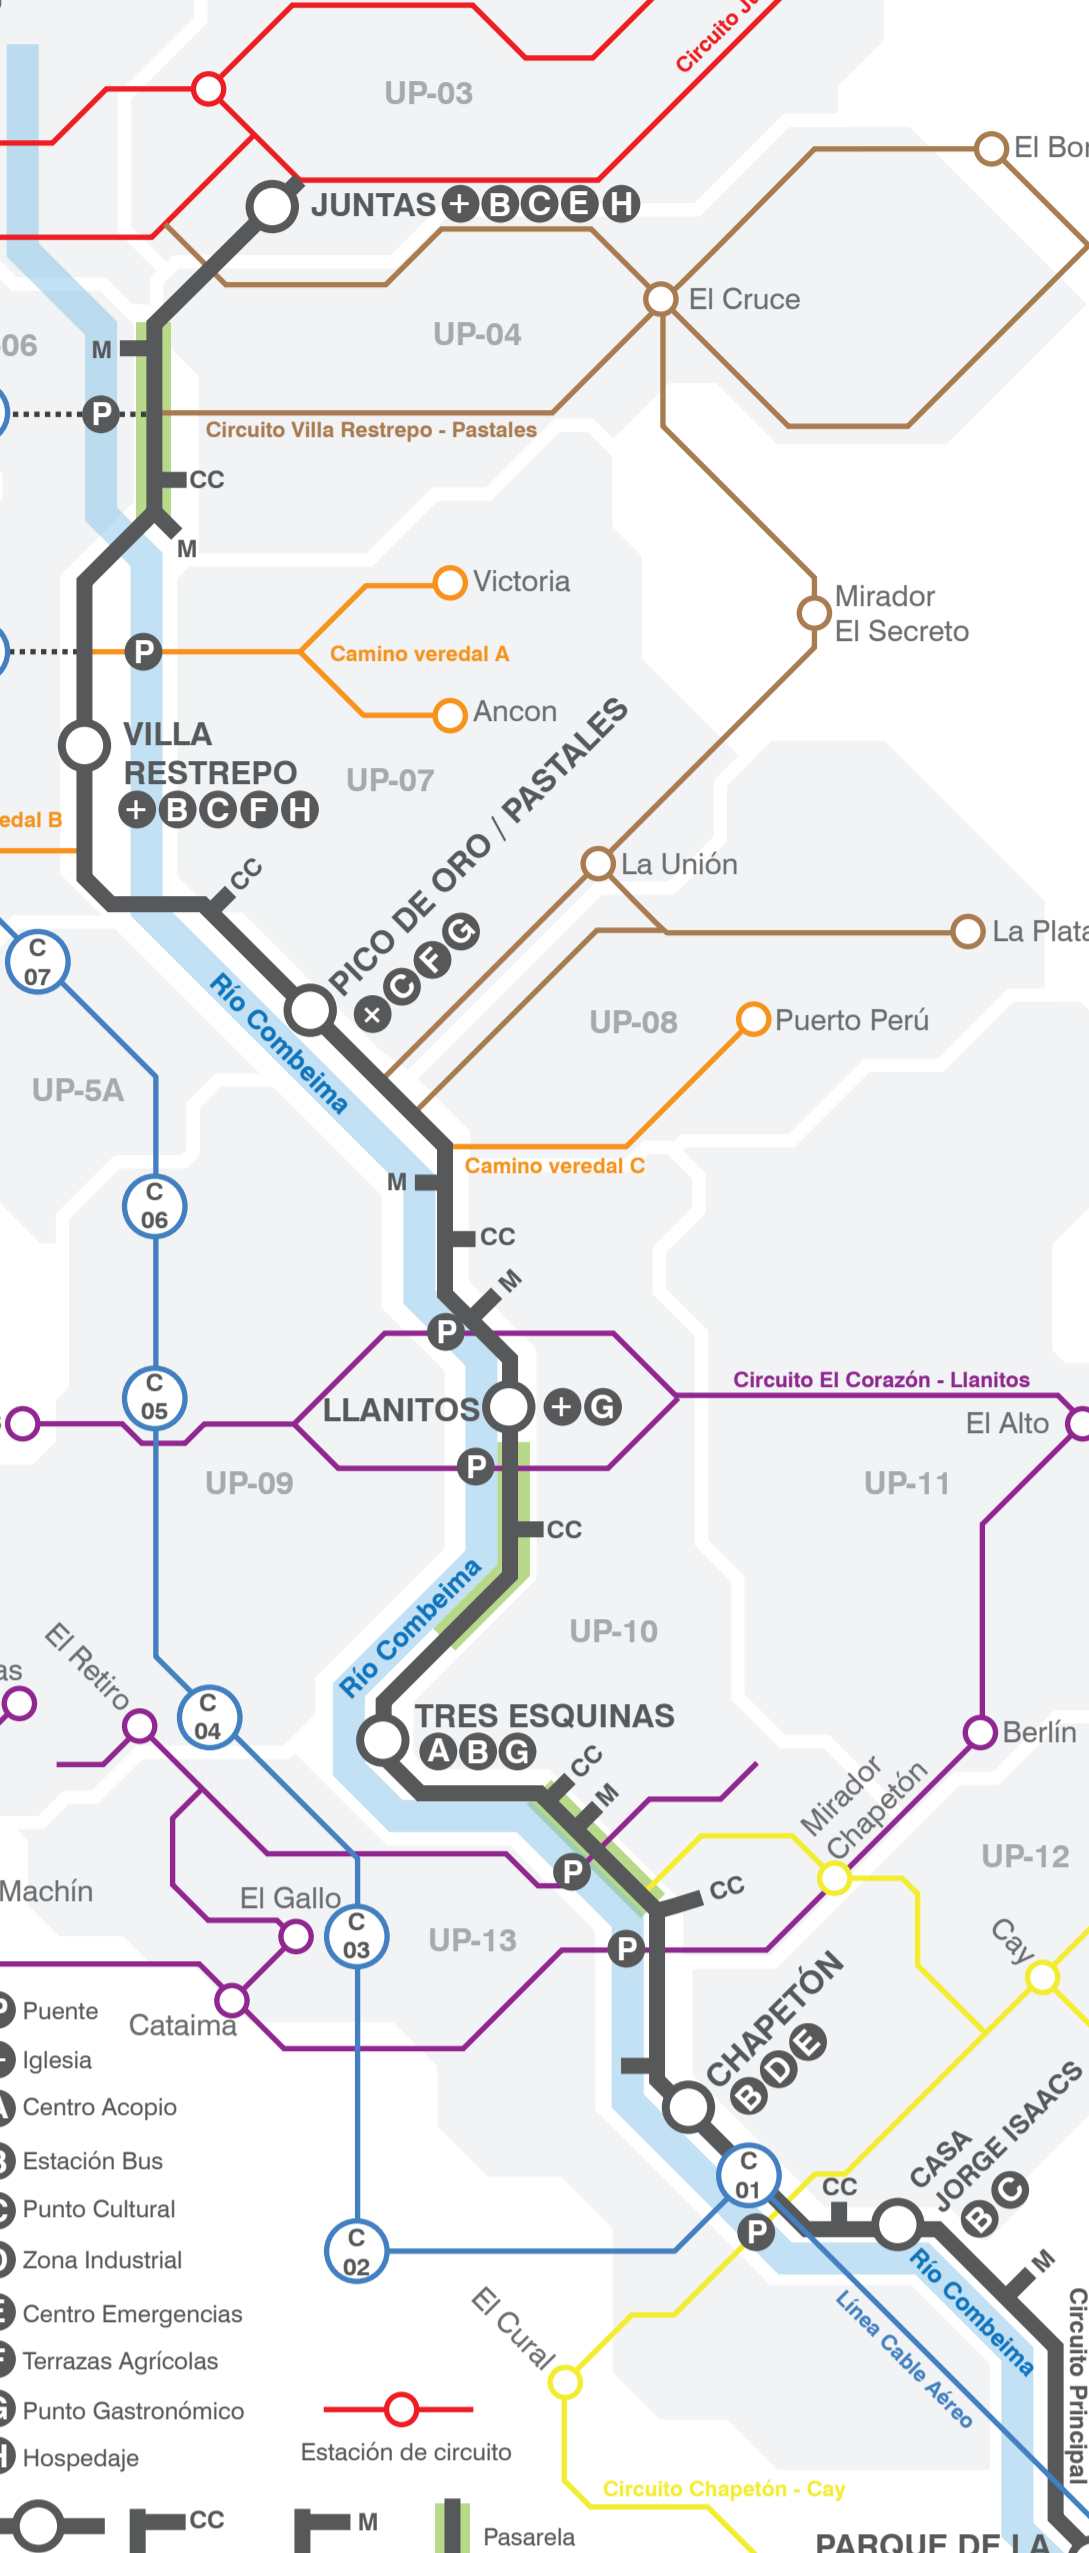 UP-03
JUNTAS + B C E H
El Cruce
UP-04
06
M
P
Circuito Villa Restrepo - Pastales
CC
M
Victoria
Mirador
El Secreto
P
Camino veredal A
Ancon
VILLA
RESTREPO
+ B C F H
UP-07
PICO DE ORO / PASTALES
+ C F G
CC
La Unión
C
07
Río Combeima
UP-08
Puerto Perú
UP-5A
Camino veredal C
M
C
06
CC
M
P
C
05
LLANITOS + G
Circuito El Corazón - Llanitos
El Alto
P
UP-09
UP-11
CC
Río Combeima
UP-10
El Retiro
C
04
TRES ESQUINAS
A B G
Berlín
CC
M
Mirador
Chapetón
UP-12
P
CC
Machín
El Gallo
C
03
UP-13
P
Cay
CHAPETÓN
B D E
Cataima
P Puente
Iglesia
Centro Acopio
Estación Bus
Punto Cultural
Zona Industrial
Centro Emergencias
Terrazas Agrícolas
Punto Gastronómico
Hospedaje
C
01
CC
CASA
JORGE ISAACS
B C
C
02
P
M
Río Combeima
El Cural
Línea Cable Aéreo
Circuito Principal
Estación de circuito
Circuito Chapetón - Cay
CC
M
Pasarela
PARQUE DE LA